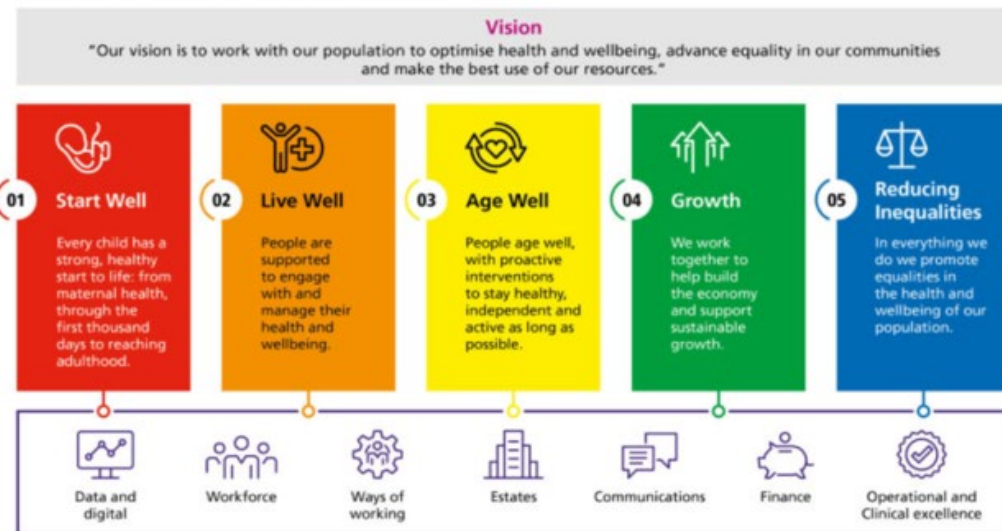 Vision
"Our vision is to work with our population to optimise health and wellbeing, advance equality in our communities
and make the best use of our resources."
01
Start Well
Every child has a
strong, healthy
start to life: from
maternal health,
through the
first thousand
days to reaching
adulthood.
02
Live Well
People are
supported
to engage
with and
manage their
health and
wellbeing.
03
Age Well
People age well,
with proactive
interventions
to stay healthy,
independent and
active as long as
possible.
04
Growth
We work
together to
help build
the economy
and support
sustainable
growth.
05
Reducing
Inequalities
In everything we
do we promote
equalities in
the health and
wellbeing of our
population.
Data and
digital
Workforce
Ways of
working
Estates
Communications
Finance
Operational and
Clinical excellence